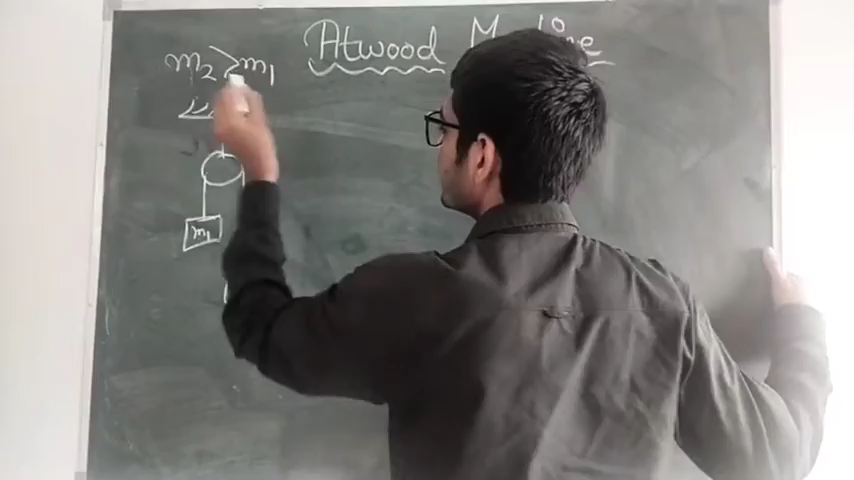 Atwood
m₂ > m₁
m₁